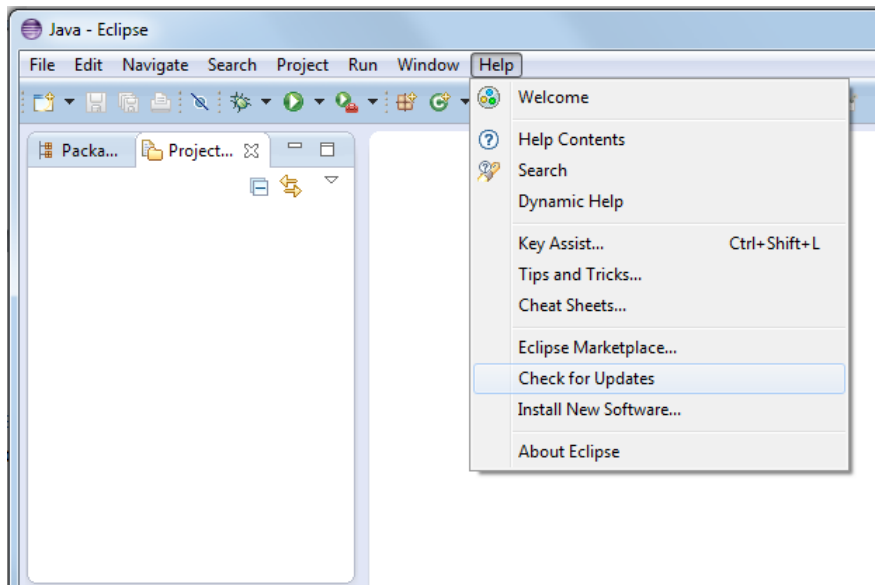 Java - Eclipse
File Edit Navigate Search Project Run Window Help
Packa... Project...
Welcome
Help Contents
Search
Dynamic Help
Key Assist... Ctrl+Shift+L
Tips and Tricks...
Cheat Sheets...
Eclipse Marketplace...
Check for Updates
Install New Software...
About Eclipse